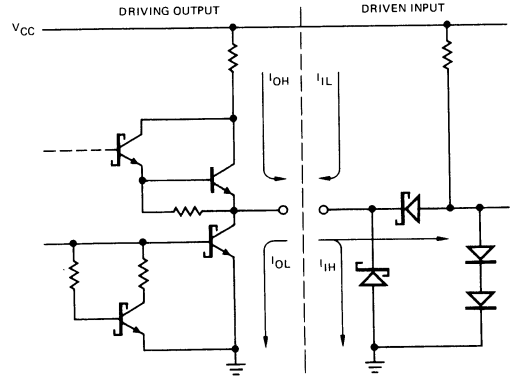 DRIVING OUTPUT
DRIVEN INPUT
VCC
IOH
IIL
IOL
IIH